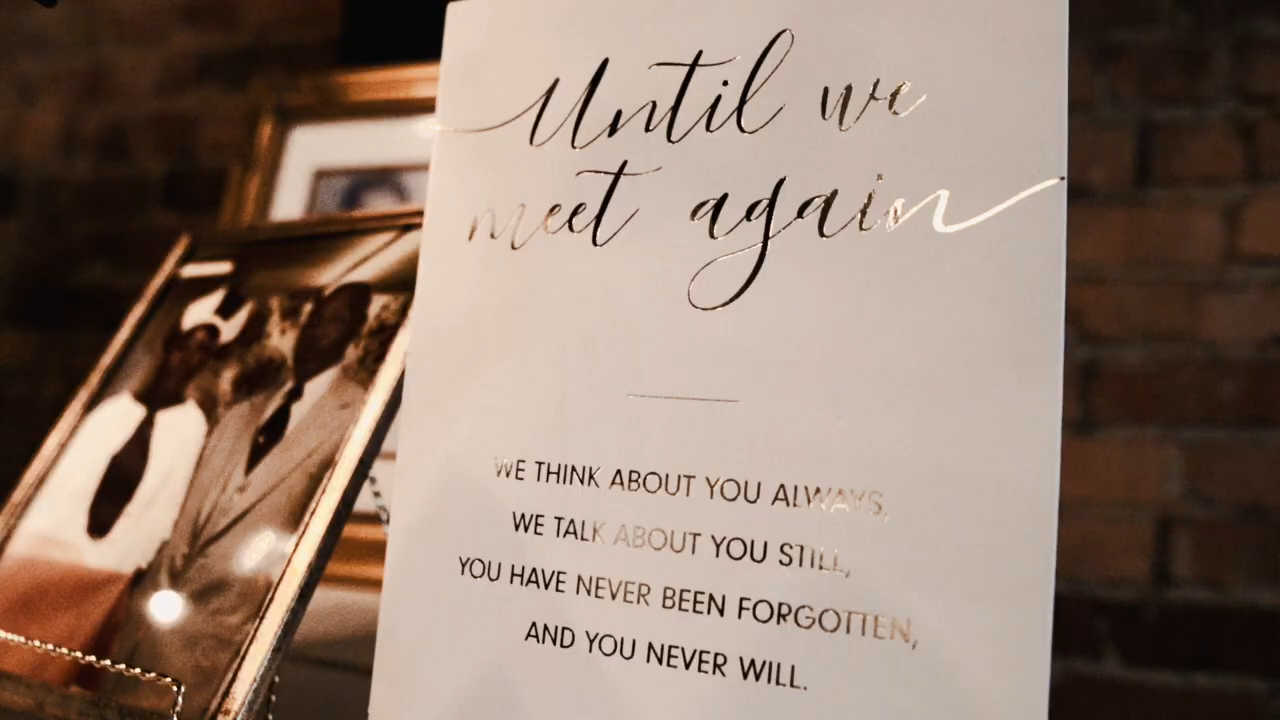 Until we
meet again
WE THINK ABOUT YOU ALWAYS,
WE TALK ABOUT YOU STILL,
YOU HAVE NEVER BEEN FORGOTTEN,
AND YOU NEVER WILL.